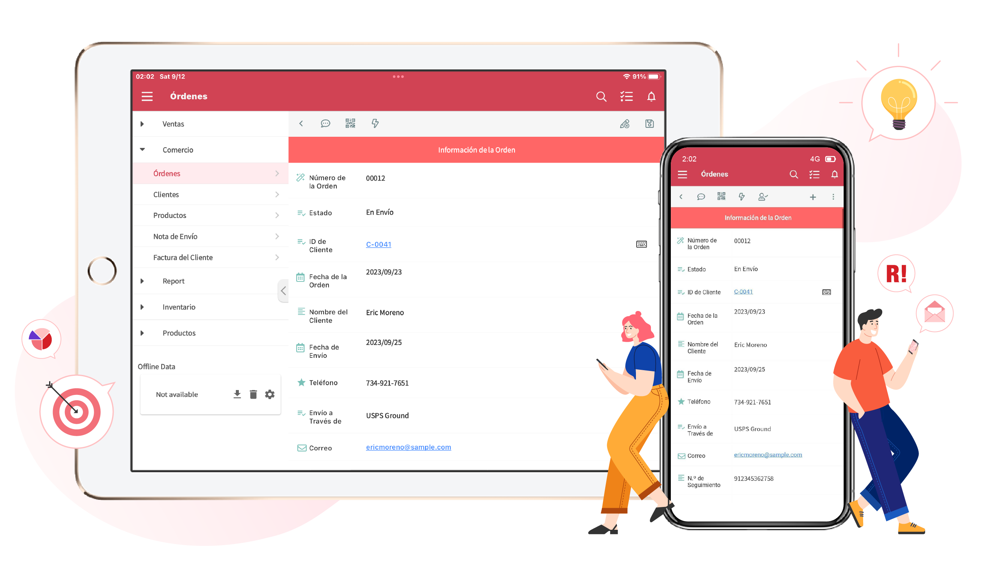 02:02 Sat 9/12
91%
Órdenes
Ventas
Comercio
Órdenes
Clientes
Productos
Nota de Envío
Factura del Cliente
Report
Inventario
Productos
Offline Data
Not available
Información de la Orden
Número de
la Orden
00012
Estado
En Envío
ID de
Cliente
C-0041
Fecha de la
Orden
2023/09/23
Nombre del
Cliente
Eric Moreno
Fecha de
Envío
2023/09/25
Teléfono
734-921-7651
Envío a
Través de
USPS Ground
Correo
ericmoreno@sample.com
2:02
4G
Órdenes
Información de la Orden
Número de
la Orden
00012
Estado
En Envío
ID de Cliente
C-0041
Fecha de la
Orden
2023/09/23
Nombre del
Cliente
Eric Moreno
Fecha de
Envío
2023/09/25
Teléfono
734-921-7651
Envío a
Través de
USPS Ground
Correo
ericmoreno@sample.com
N.º de
Seguimiento
912345362758
R!